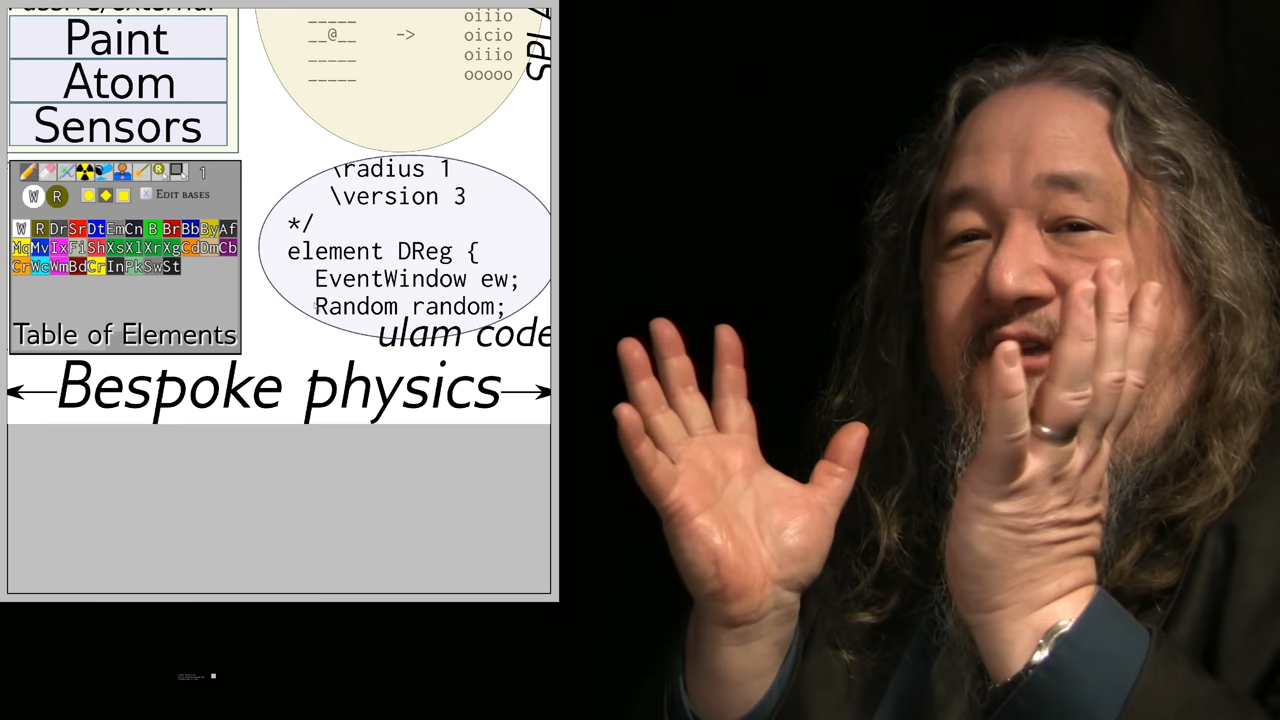 Paint
Atom
Sensors
_____
__@__ ->
_____
_____
oiiio
oicio
oiiio
ooooo
SPLA
1
W R
EDIT BASES
W R Dr Sr Dt Em Cn B Br Bb By Af
Mq Mv Ix Fi Sh Xs Xl Xr Xg Cd Dm Cb
Cr Wc Wm Bd Cr In Pk Sw St
Table of Elements
\radius 1
\version 3
*/
element DReg {
EventWindow ew;
Random random;
ulam code
Bespoke physics